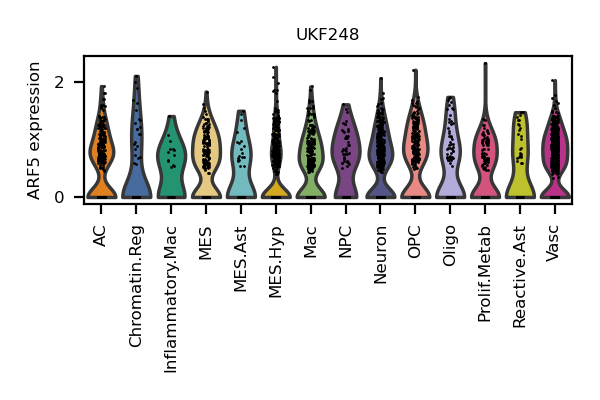 UKF248
ARF5 expression
2
0
AC
Chromatin.Reg
Inflammatory.Mac
MES
MES.Ast
MES.Hyp
Mac
NPC
Neuron
OPC
Oligo
Prolif.Metab
Reactive.Ast
Vasc